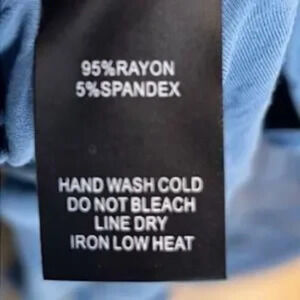 95%RAYON
5%SPANDEX
HAND WASH COLD
DO NOT BLEACH
LINE DRY
IRON LOW HEAT